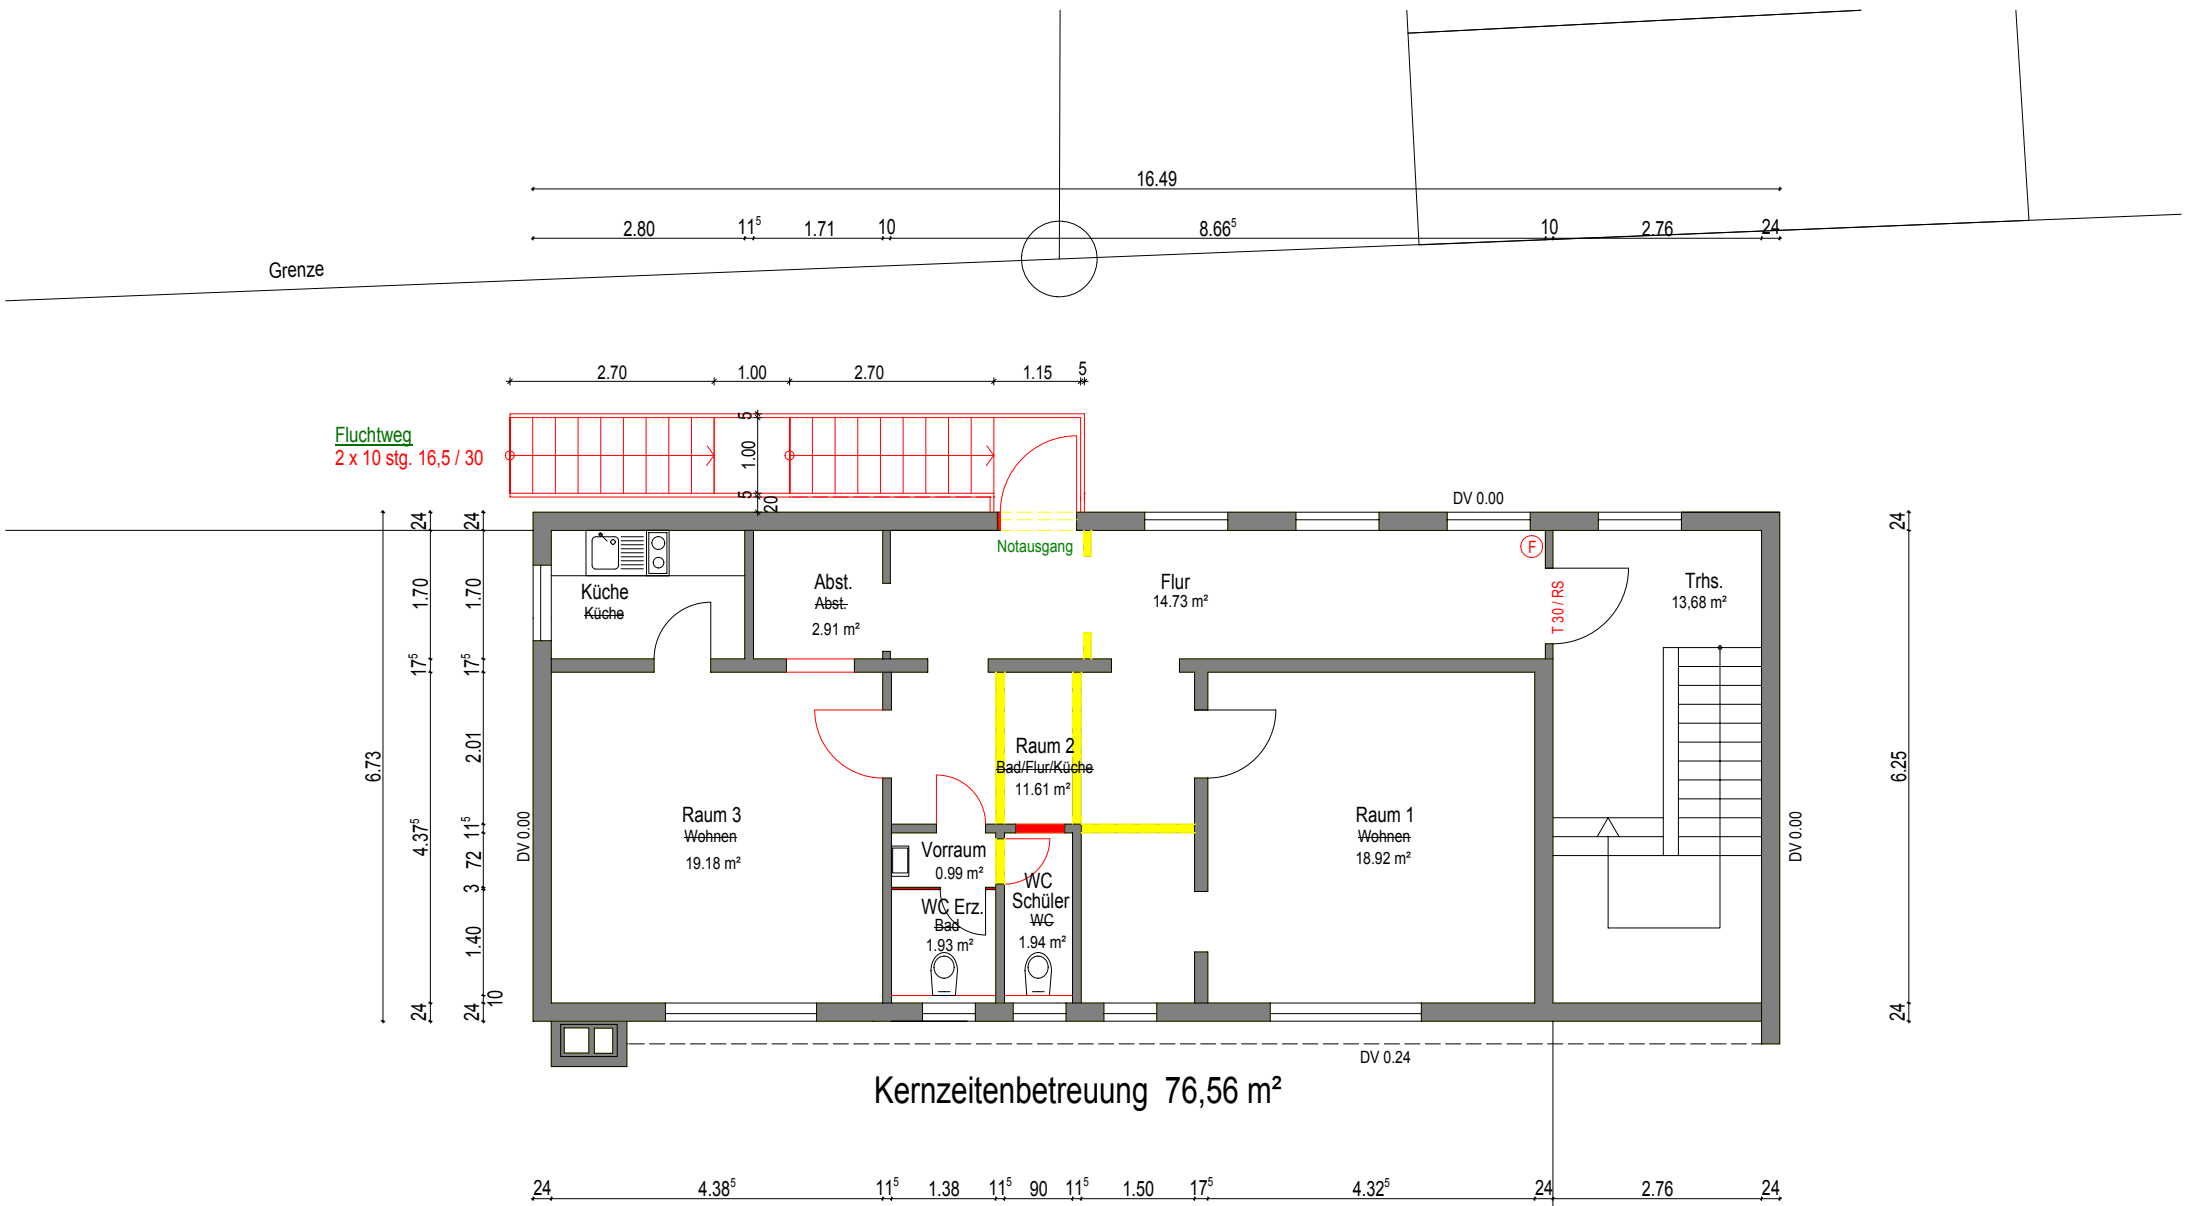 16.49
2.80 11⁵ 1.71 10 8.66⁵ 10 2.76 24
Grenze
2.70 1.00 2.70 1.15 5
Fluchtweg
2 x 10 stg. 16,5 / 30
5
1.00
5
20
DV 0.00
Notausgang
F
T 30 / RS
Küche
Küche
Abst.
Abst.
2.91 m²
Flur
14.73 m²
Trhs.
13,68 m²
24
1.70
17⁵
4.37⁵
24
6.73
24
1.70
17⁵
2.01
11⁵
72
3
1.40
24
10
DV 0.00
Raum 3
Wohnen
19.18 m²
Raum 2
Bad/Flur/Küche
11.61 m²
Vorraum
0.99 m²
WC Erz.
Bad
1.93 m²
WC
Schüler
WC
1.94 m²
Raum 1
Wohnen
18.92 m²
DV 0.00
24
6.25
24
DV 0.24
Kernzeitenbetreuung 76,56 m²
24 4.38⁵ 11⁵ 1.38 11⁵ 90 11⁵ 1.50 17⁵ 4.32⁵ 24 2.76 24